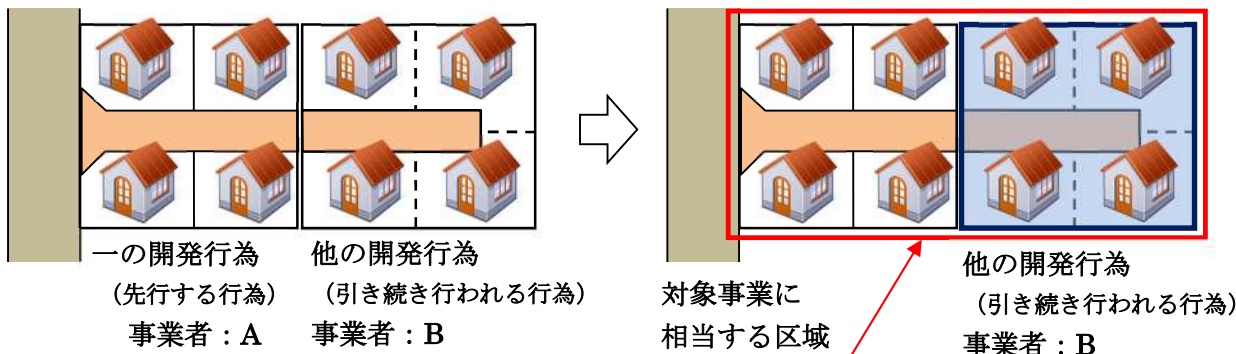 一の開発行為
(先行する行為)
事業者:A
他の開発行為
(引き続き行われる行為)
事業者:B
対象事業に
相当する区域
他の開発行為
(引き続き行われる行為)
事業者:B